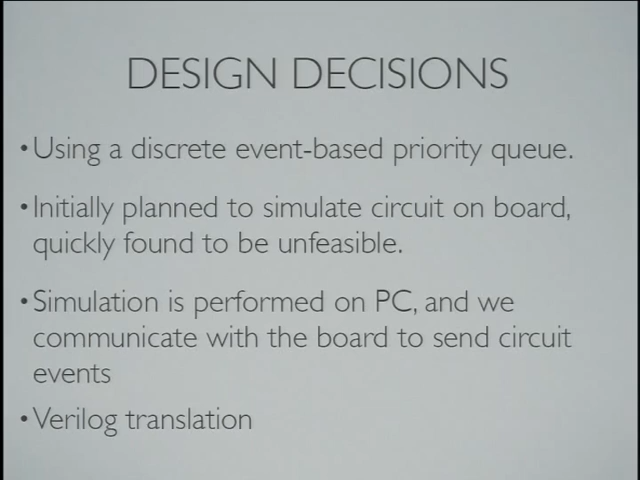 DESIGN DECISIONS
•Using a discrete event-based priority queue.
•Initially planned to simulate circuit on board,
quickly found to be unfeasible.
•Simulation is performed on PC, and we
communicate with the board to send circuit
events
•Verilog translation